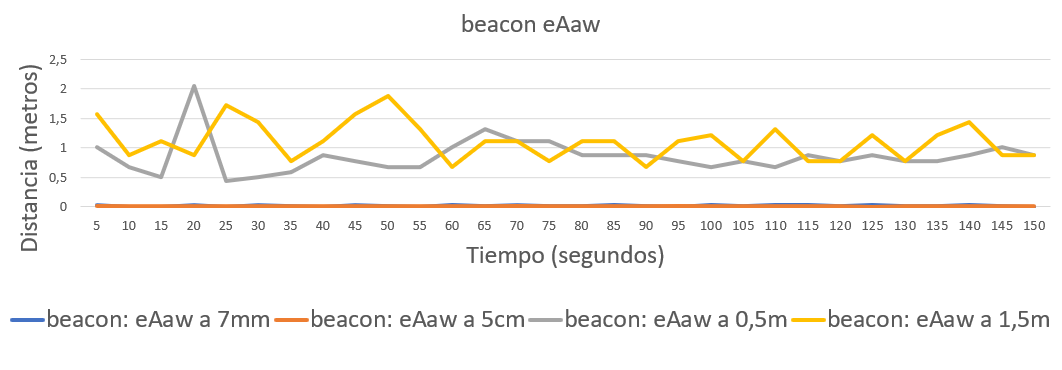 beacon eAaw
2,5
2
1,5
1
0,5
0
Distancia (metros)
5 10 15 20 25 30 35 40 45 50 55 60 65 70 75 80 85 90 95 100 105 110 115 120 125 130 135 140 145 150
Tiempo (segundos)
beacon: eAaw a 7mm beacon: eAaw a 5cm beacon: eAaw a 0,5m beacon: eAaw a 1,5m